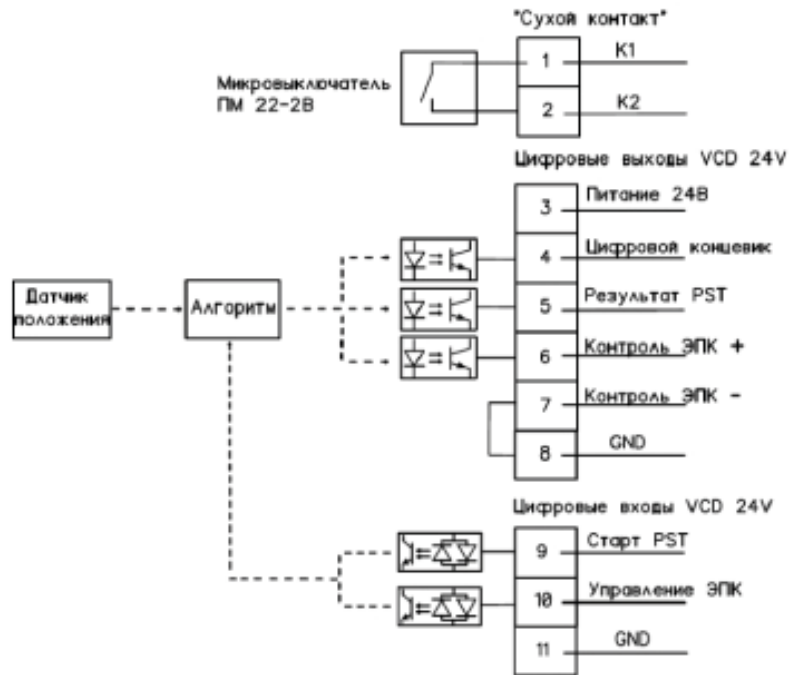 "Сухой контакт"
1
К1
Микровыключатель
ПМ 22-2В
2
К2
Цифровые выходы VCD 24V
3
Питание 24В
4
Цифровой концевик
Датчик
положения
Алгоритм
5
Результат PST
6
Контроль ЭПК +
7
Контроль ЭПК -
8
GND
Цифровые входы VCD 24V
9
Старт PST
10
Управление ЭПК
11
GND